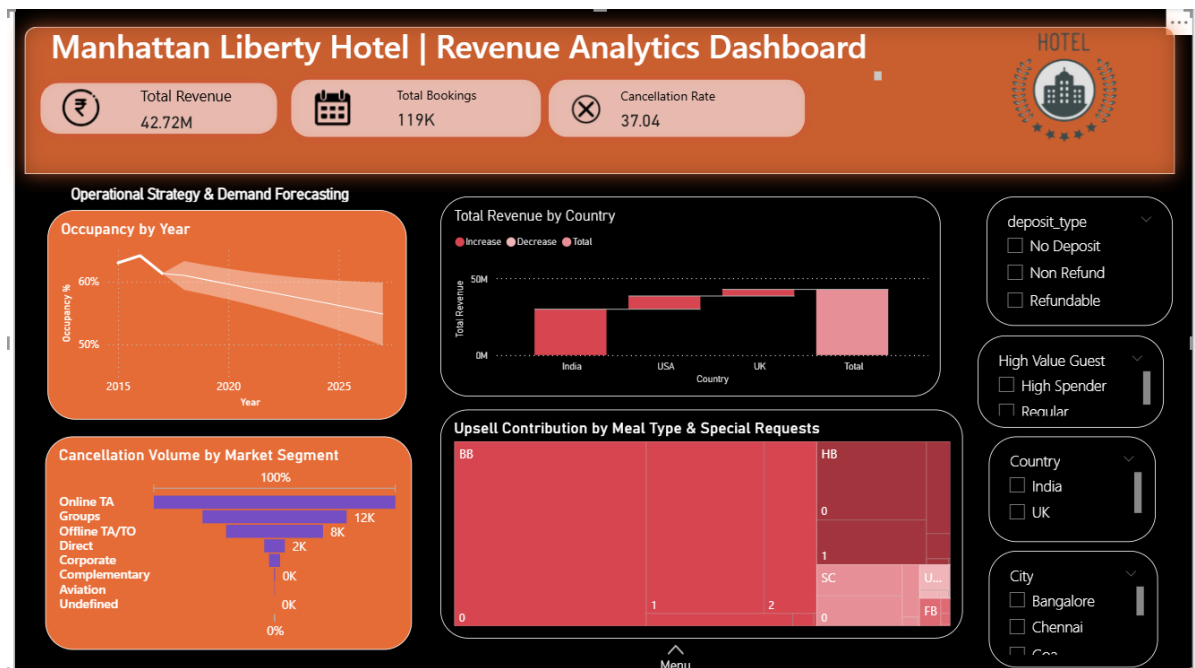 Manhattan Liberty Hotel | Revenue Analytics Dashboard
HOTEL
Total Revenue
42.72M
Total Bookings
119K
Cancellation Rate
37.04
Operational Strategy & Demand Forecasting
Occupancy by Year
Occupancy %
60%
50%
2015
2020
2025
Year
Total Revenue by Country
Increase
Decrease
Total
Total Revenue
50M
0M
India
USA
UK
Total
Country
deposit_type
No Deposit
Non Refund
Refundable
High Value Guest
High Spender
Regular
Cancellation Volume by Market Segment
100%
Online TA
Groups
12K
Offline TA/TO
8K
Direct
2K
Corporate
Complementary
0K
Aviation
Undefined
0K
0%
Upsell Contribution by Meal Type & Special Requests
BB
0
1
2
HB
0
1
SC
0
U...
FB
Country
India
UK
City
Bangalore
Chennai
Goa
Menu